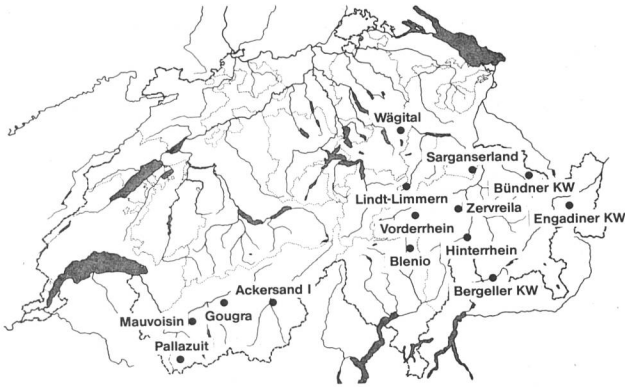 Wägital
Sarganserland
Bündner KW
Lindt-Limmern
Zervreila
Engadiner KW
Vorderrhein
Hinterrhein
Blenio
Bergeller KW
Ackersand I
Gougra
Mauvoisin
Pallazuit